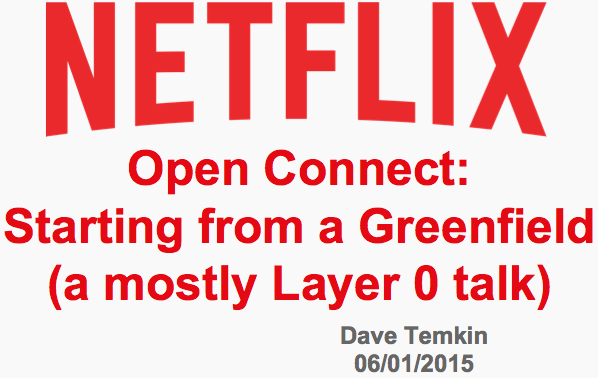 NETFLIX
Open Connect:
Starting from a Greenfield
(a mostly Layer 0 talk)
Dave Temkin
06/01/2015